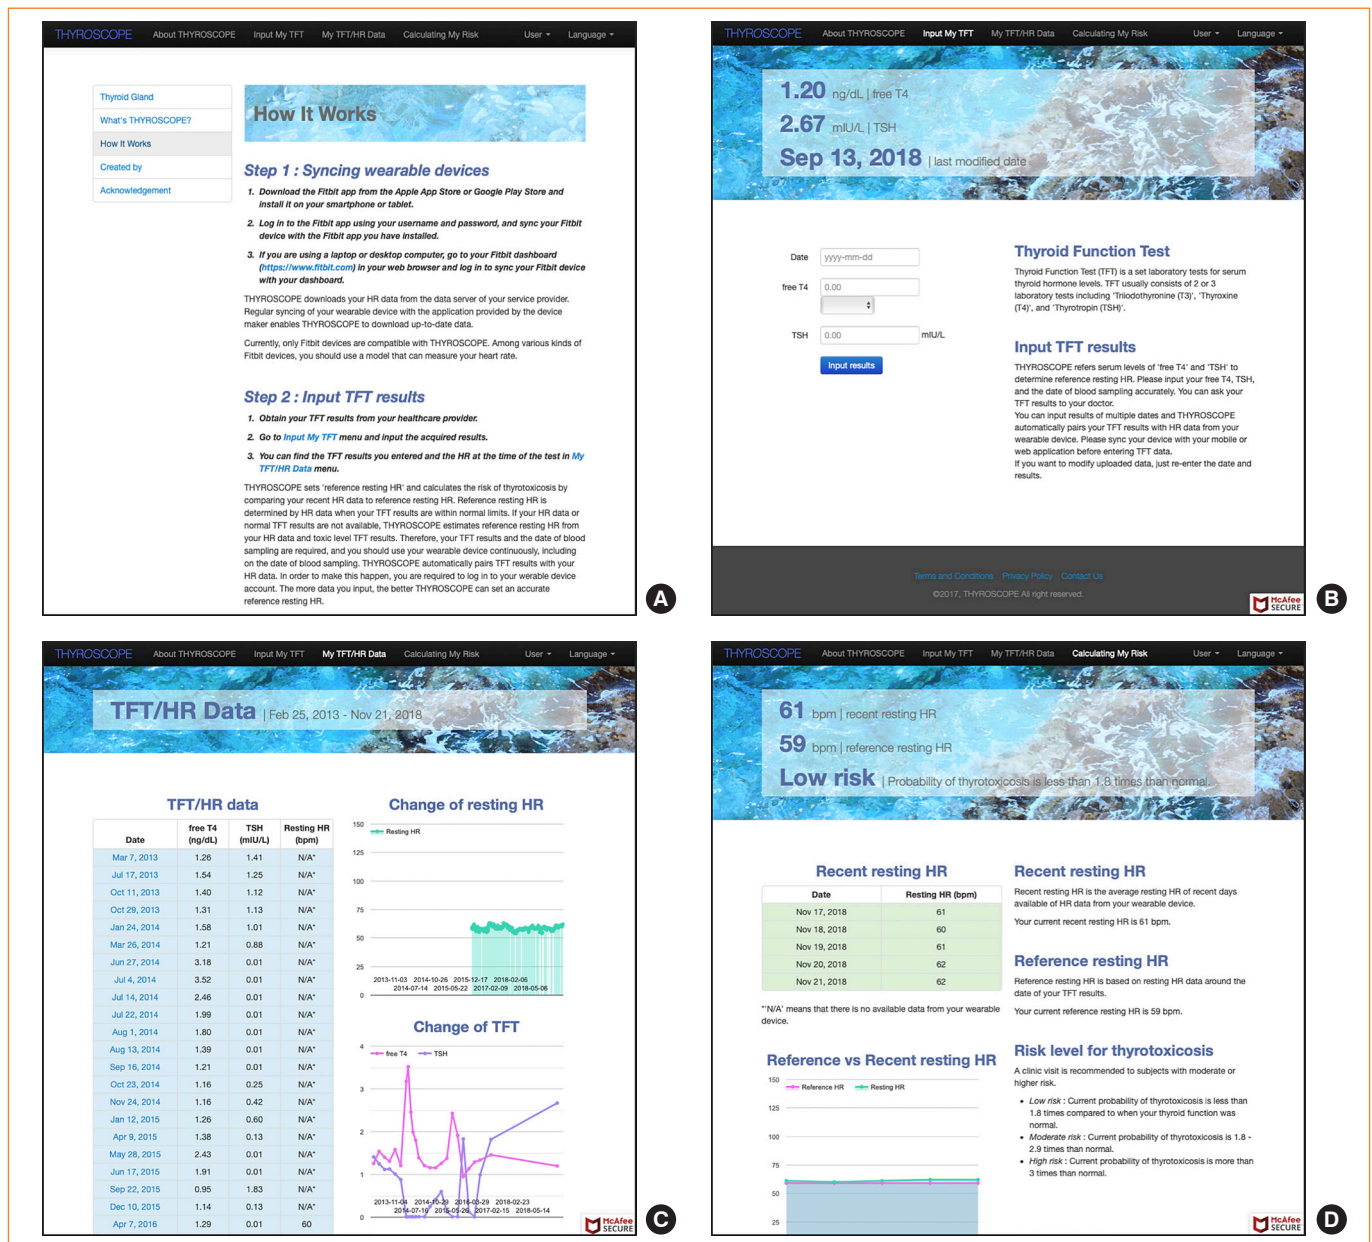 THYROSCOPE About THYROSCOPE Input My TFT My TFT/HR Data Calculating My Risk User Language
Thyroid Gland
What's THYROSCOPE?
How It Works
Created by
Acknowledgement
How It Works
Step 1 : Syncing wearable devices
1. Download the Fitbit app from the Apple App Store or Google Play Store and
install it on your smartphone or tablet.
2. Log in to the Fitbit app using your username and password, and sync your Fitbit
device with the Fitbit app you have installed.
3. If you are using a laptop or desktop computer, go to your Fitbit dashboard
(https://www.fitbit.com) in your web browser and log in to sync your Fitbit device
with your dashboard.
THYROSCOPE downloads your HR data from the data server of your service provider.
Regular syncing of your wearable device with the application provided by the device
maker enables THYROSCOPE to download up-to-date data.
Currently, only Fitbit devices are compatible with THYROSCOPE. Among various kinds of
Fitbit devices, you should use a model that can measure your heart rate.
Step 2 : Input TFT results
1. Obtain your TFT results from your healthcare provider.
2. Go to Input My TFT menu and input the acquired results.
3. You can find the TFT results you entered and the HR at the time of the test in My
TFT/HR Data menu.
THYROSCOPE sets 'reference resting HR' and calculates the risk of thyrotoxicosis by
comparing your recent HR data to reference resting HR. Reference resting HR is
determined by HR data when your TFT results are within normal limits. If your HR data or
normal TFT results are not available, THYROSCOPE estimates reference resting HR from
your HR data and toxic level TFT results. Therefore, your TFT results and the date of blood
sampling are required, and you should use your wearable device continuously, including
on the date of blood sampling. THYROSCOPE automatically pairs TFT results with your
HR data. In order to make this happen, you are required to log in to your werable device
account. The more data you input, the better THYROSCOPE can set an accurate
reference resting HR.
A
THYROSCOPE About THYROSCOPE Input My TFT My TFT/HR Data Calculating My Risk User Language
1.20 ng/dL | free T4
2.67 mIU/L | TSH
Sep 13, 2018 | last modified date
Date yyyy-mm-dd
free T4 0.00
TSH 0.00 mIU/L
Input results
Thyroid Function Test
Thyroid Function Test (TFT) is a set laboratory tests for serum
thyroid hormone levels. TFT usually consists of 2 or 3
laboratory tests including 'Triiodothyronine (T3)', 'Thyroxine
(T4)', and 'Thyrotropin (TSH)'.
Input TFT results
THYROSCOPE refers serum levels of 'free T4' and 'TSH' to
determine reference resting HR. Please input your free T4, TSH,
and the date of blood sampling accurately. You can ask your
TFT results to your doctor.
You can input results of multiple dates and THYROSCOPE
automatically pairs your TFT results with HR data from your
wearable device. Please sync your device with your mobile or
web application before entering TFT data.
If you want to modify uploaded data, just re-enter the date and
results.
Terms and Conditions Privacy Policy Contact Us
©2017, THYROSCOPE All right reserved.
McAfee
SECURE
B
THYROSCOPE About THYROSCOPE Input My TFT My TFT/HR Data Calculating My Risk User Language
TFT/HR Data | Feb 25, 2013 - Nov 21, 2018
TFT/HR data
Date free T4 (ng/dL) TSH (mIU/L) Resting HR (bpm)
Mar 7, 2013 1.26 1.41 N/A*
Jul 17, 2013 1.54 1.25 N/A*
Oct 11, 2013 1.40 1.12 N/A*
Oct 29, 2013 1.31 1.13 N/A*
Jan 24, 2014 1.58 1.01 N/A*
Mar 26, 2014 1.21 0.88 N/A*
Jun 27, 2014 3.18 0.01 N/A*
Jul 4, 2014 3.52 0.01 N/A*
Jul 14, 2014 2.46 0.01 N/A*
Jul 22, 2014 1.99 0.01 N/A*
Aug 1, 2014 1.80 0.01 N/A*
Aug 13, 2014 1.39 0.01 N/A*
Sep 16, 2014 1.21 0.01 N/A*
Oct 23, 2014 1.16 0.25 N/A*
Nov 24, 2014 1.16 0.42 N/A*
Jan 12, 2015 1.26 0.60 N/A*
Apr 9, 2015 1.38 0.13 N/A*
May 28, 2015 2.43 0.01 N/A*
Jun 17, 2015 1.91 0.01 N/A*
Sep 22, 2015 0.95 1.83 N/A*
Dec 10, 2015 1.14 0.13 N/A*
Apr 7, 2016 1.29 0.01 60
Change of resting HR
Resting HR
150
125
100
75
50
25
0
2013-11-03 2014-10-26 2015-12-17 2018-02-05
2014-07-14 2015-05-22 2017-02-09 2018-05-06
Change of TFT
free T4 TSH
4
3
2
1
0
2013-11-04 2014-10-29 2016-03-29 2018-02-23
2014-07-16 2015-05-26 2017-02-15 2018-05-14
McAfee
SECURE
C
THYROSCOPE About THYROSCOPE Input My TFT My TFT/HR Data Calculating My Risk User Language
61 bpm | recent resting HR
59 bpm | reference resting HR
Low risk | Probability of thyrotoxicosis is less than 1.8 times than normal.
Recent resting HR
Date Resting HR (bpm)
Nov 17, 2018 61
Nov 18, 2018 60
Nov 19, 2018 61
Nov 20, 2018 62
Nov 21, 2018 62
*'N/A' means that there is no available data from your wearable
device.
Reference vs Recent resting HR
Reference HR Resting HR
150
125
100
75
50
25
Recent resting HR
Recent resting HR is the average resting HR of recent days
available of HR data from your wearable device.
Your current recent resting HR is 61 bpm.
Reference resting HR
Reference resting HR is based on resting HR data around the
date of your TFT results.
Your current reference resting HR is 59 bpm.
Risk level for thyrotoxicosis
A clinic visit is recommended to subjects with moderate or
higher risk.
• Low risk : Current probability of thyrotoxicosis is less than
1.8 times compared to when your thyroid function was
normal.
• Moderate risk : Current probability of thyrotoxicosis is 1.8 -
2.9 times than normal.
• High risk : Current probability of thyrotoxicosis is more than
3 times than normal.
McAfee
SECURE
D